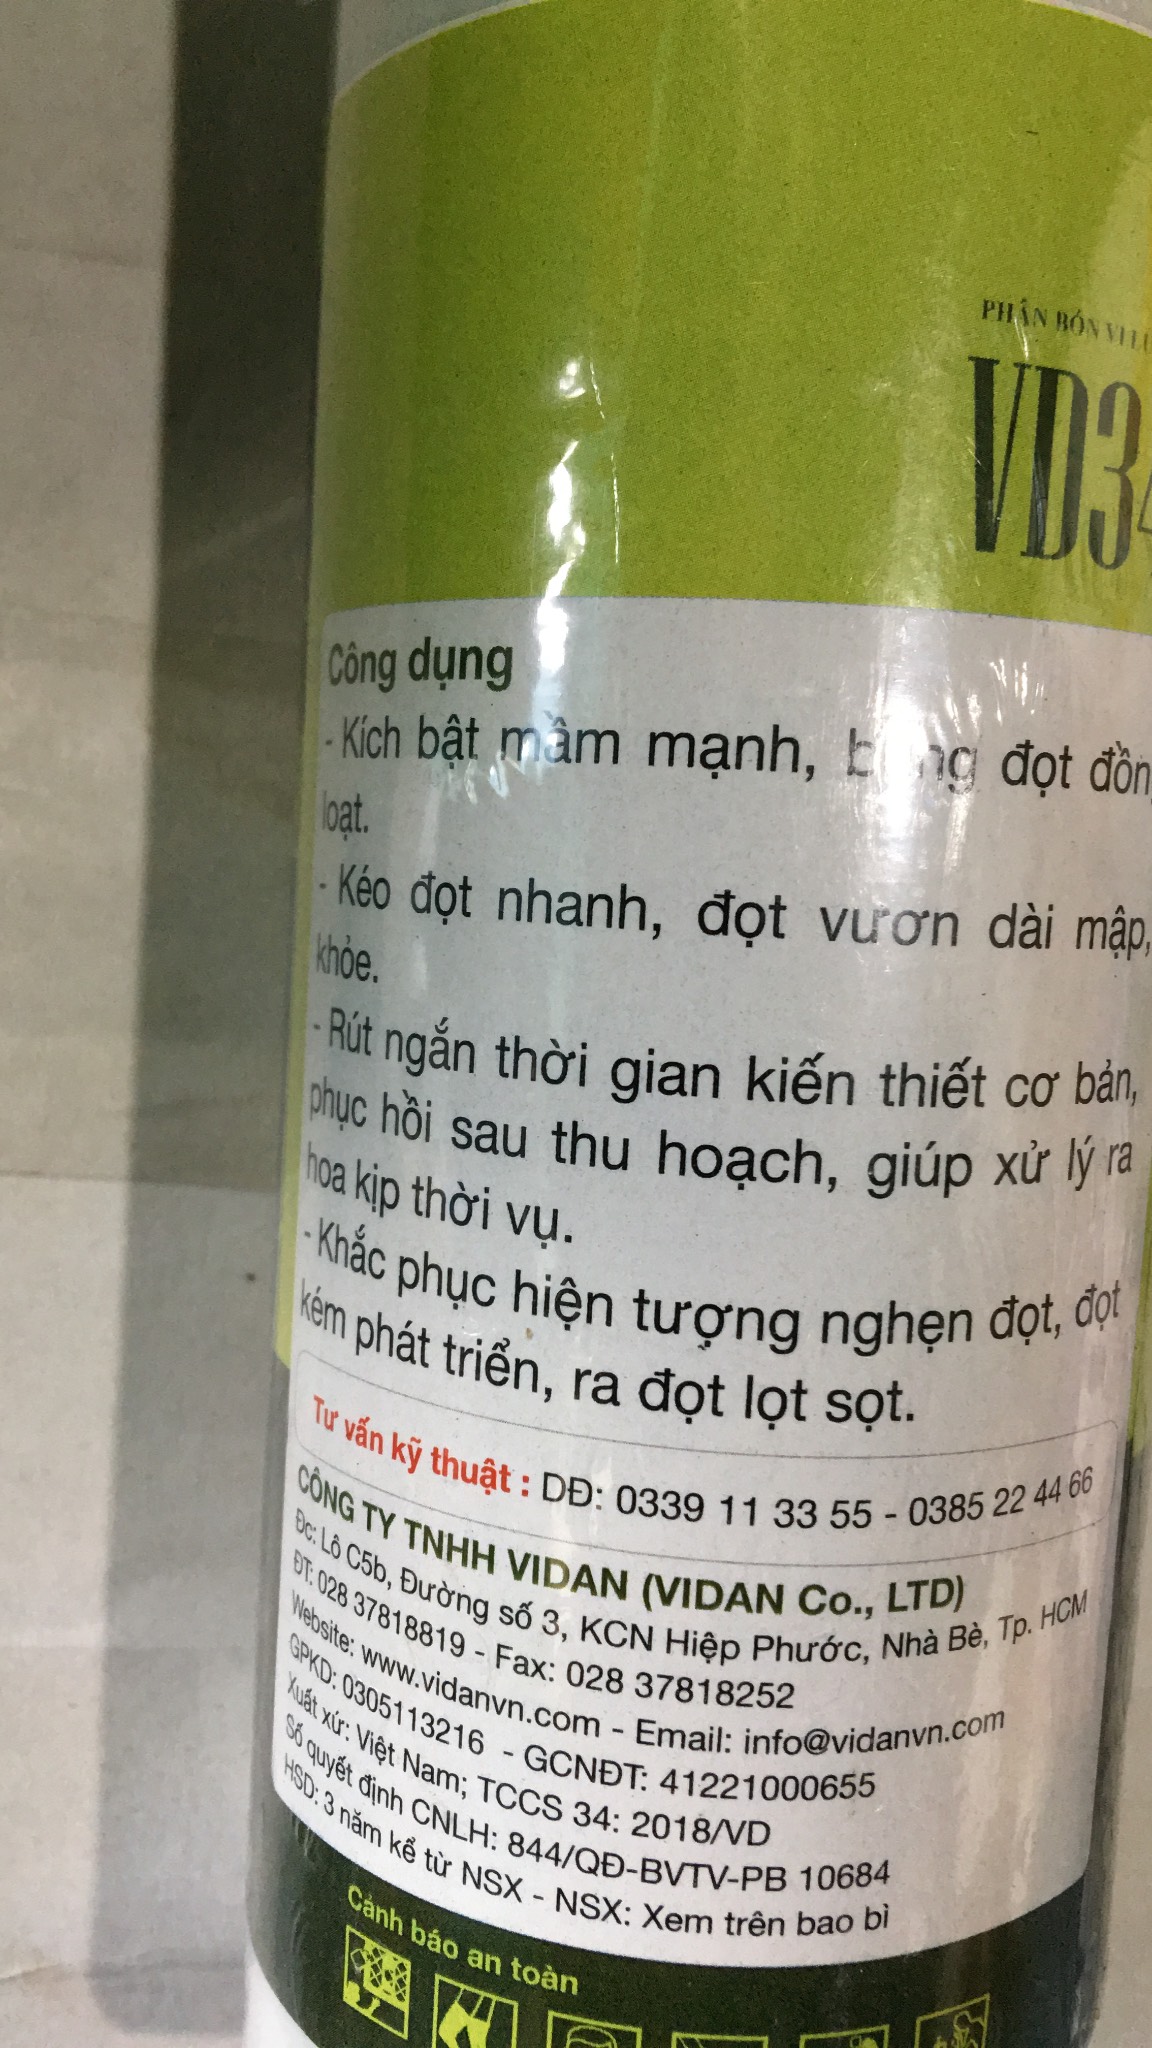 PHÂN BÓN VI
VD34
Công dụng
- Kích bật mầm mạnh, đọt
loạt.
- Kéo đọt nhanh, đọt vươn dài mập,
khỏe.
- Rút ngắn thời gian kiến thiết cơ bản,
phục hồi sau thu hoạch, giúp xử lý ra
hoa kịp thời vụ.
- Khắc phục hiện tượng nghẹn đọt, đọt
kém phát triển, ra đọt lọt sọt.
Tư vấn kỹ thuật : DĐ: 0339 11 33 55 - 0385 22 44 66
CÔNG TY TNHH VIDAN (VIDAN Co., LTD)
Đc: Lô C5b, Đường số 3, KCN Hiệp Phước, Nhà Bè, Tp. HCM
ĐT: 028 37818819 - Fax: 028 37818252
Website: www.vidanvn.com - Email: info@vidanvn.com
GPKD: 0305113216 - GCNĐT: 41221000655
Xuất xứ: Việt Nam; TCCS 34: 2018/VD
Số quyết định CNLH: 844/QĐ-BVTV-PB 10684
HSD: 3 năm kể từ NSX - NSX: Xem trên bao bì
Cảnh báo an toàn